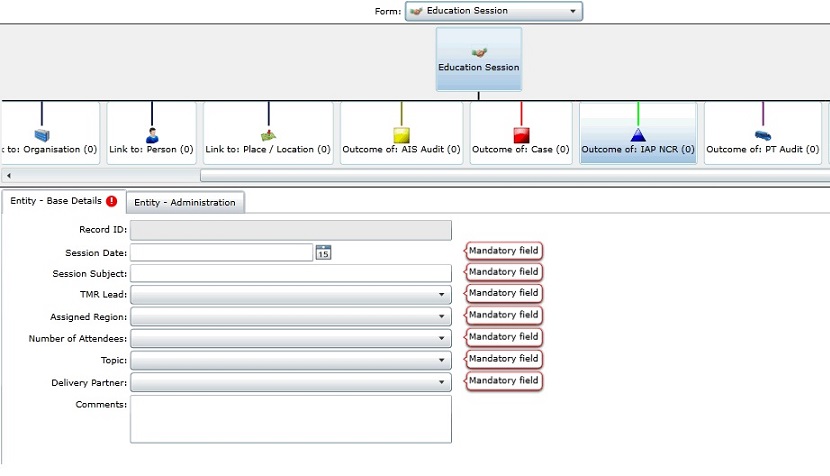 Form: Education Session
Education Session
k to: Organisation (0) Link to: Person (0) Link to: Place / Location (0) Outcome of: AIS Audit (0) Outcome of: Case (0) Outcome of: IAP NCR (0) Outcome of: PT Audit (0)
Entity - Base Details ! Entity - Administration
Record ID:
Session Date: 15 Mandatory field
Session Subject: Mandatory field
TMR Lead: Mandatory field
Assigned Region: Mandatory field
Number of Attendees: Mandatory field
Topic: Mandatory field
Delivery Partner: Mandatory field
Comments: